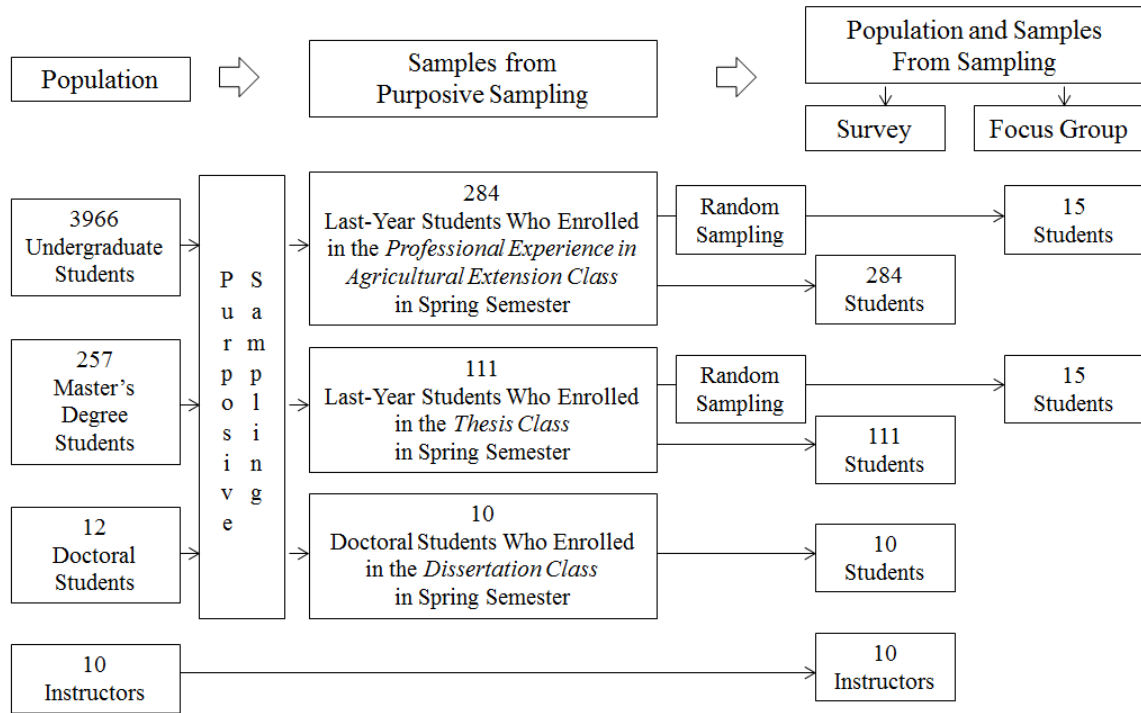 Population
Samples from
Purposive Sampling
Population and Samples
From Sampling
Survey
Focus Group
3966
Undergraduate
Students
Purposive
Sampling
284
Last-Year Students Who Enrolled
in the Professional Experience in
Agricultural Extension Class
in Spring Semester
Random
Sampling
15
Students
284
Students
257
Master's
Degree
Students
111
Last-Year Students Who Enrolled
in the Thesis Class
in Spring Semester
Random
Sampling
15
Students
111
Students
12
Doctoral
Students
10
Doctoral Students Who Enrolled
in the Dissertation Class
in Spring Semester
10
Students
10
Instructors
10
Instructors